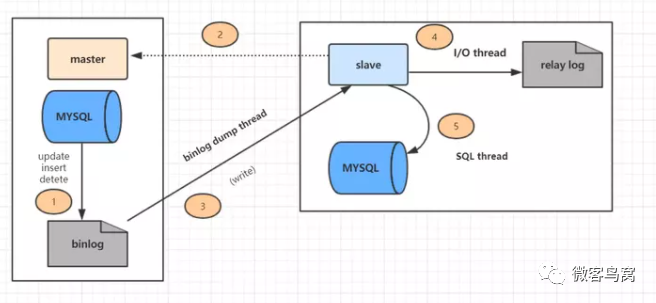 master
MYSQL
update
insert
detete
1
binlog
2
binlog dump thread
(write)
3
slave
4
I/O thread
relay log
5
SQL thread
MYSQL
微客鸟窝